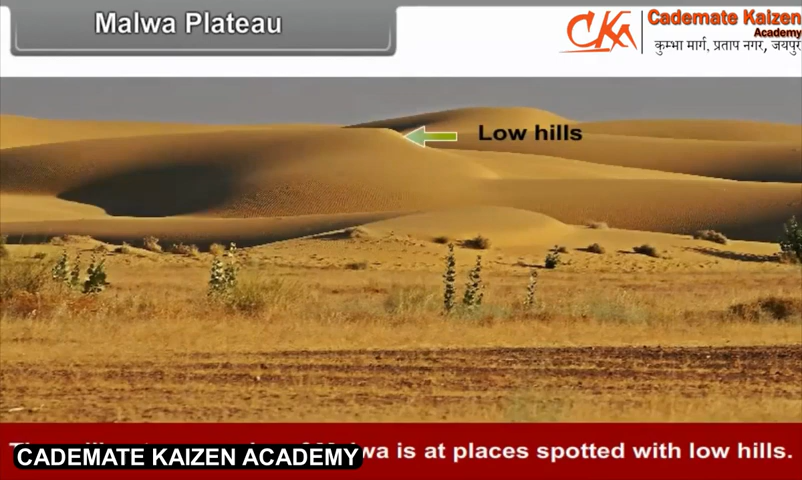 Malwa Plateau
CKA
Cademate Kaizen
Academy
कुम्भा मार्ग, प्रताप नगर, जयपुर
Low hills
is at places spotted with low hills.
CADEMATE KAIZEN ACADEMY